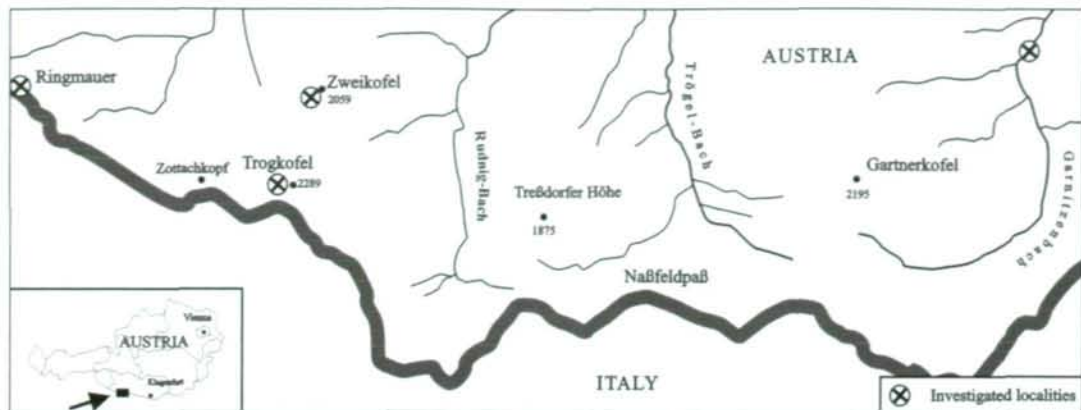 AUSTRIA
Ringmauer
Zweikofel
2059
Trögel-Bach
Zottachkopf
Trogkofel
2289
Rudnig-Bach
Treßdorfer Höhe
1875
Gartnerkofel
2195
Garnitzenbach
Naßfeldpaß
ITALY
Vienna
AUSTRIA
Klagenfurt
Investigated localities